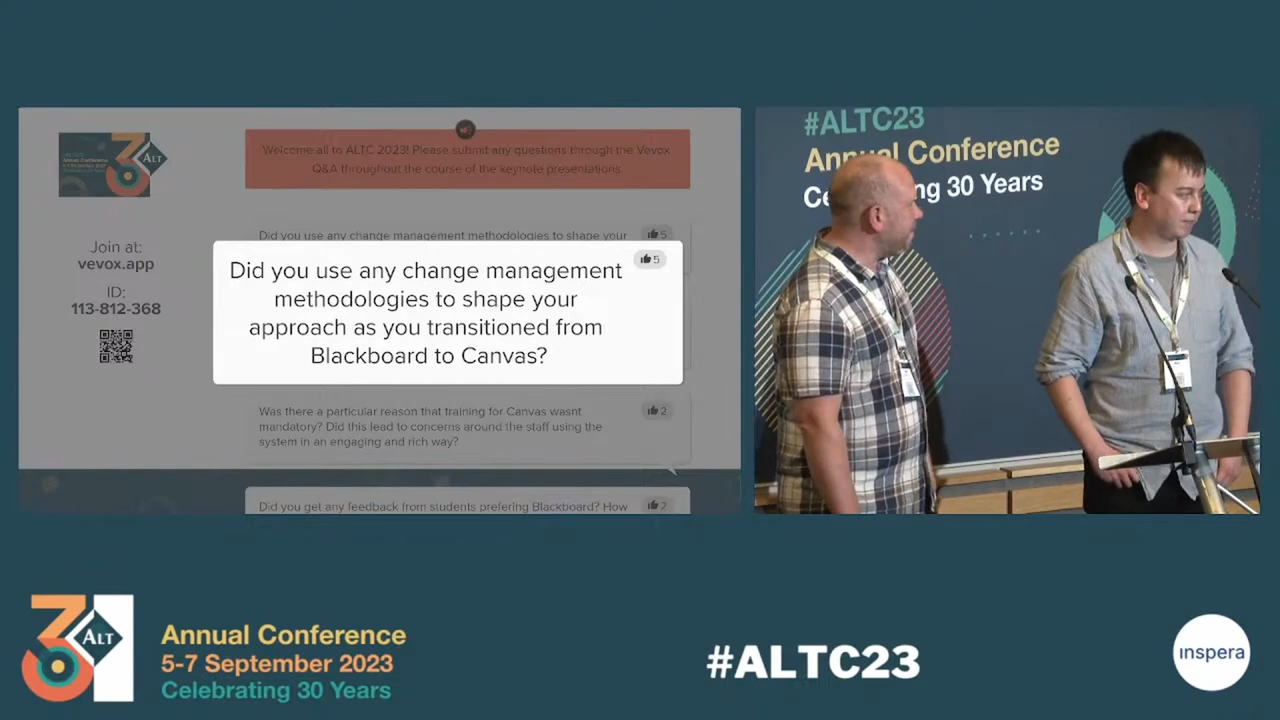 ALT
Welcome all to ALTC 2023! Please submit any questions through the Vevox
Q&A throughout the course of the keynote presentations.
Join at:
vevox.app
ID:
113-812-368
Did you use any change management methodologies to shape your
5
Did you use any change management
methodologies to shape your
approach as you transitioned from
Blackboard to Canvas?
5
Was there a particular reason that training for Canvas wasnt
mandatory? Did this lead to concerns around the staff using the
system in an engaging and rich way?
2
Did you get any feedback from students prefering Blackboard? How
2
#ALTC23
Annual Conference
Celebrating 30 Years
ALT
Annual Conference
5-7 September 2023
Celebrating 30 Years
#ALTC23
inspera